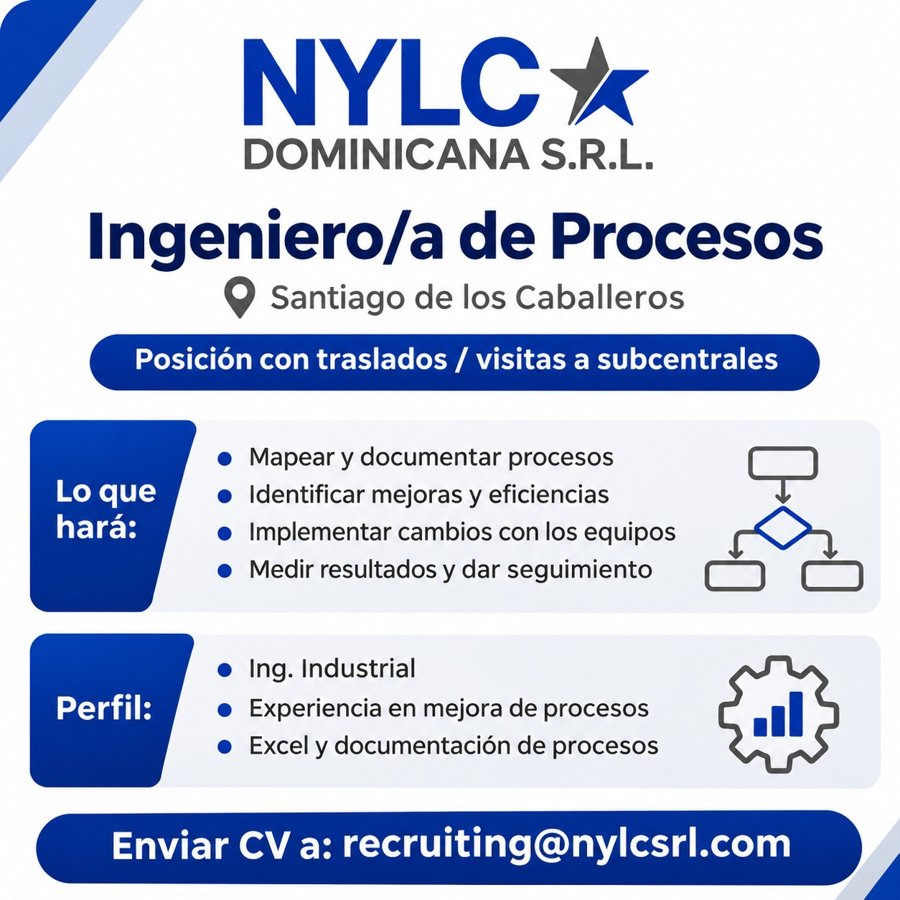 NYLC
DOMINICANA S.R.L.
Ingeniero/a de Procesos
Santiago de los Caballeros
Posición con traslados / visitas a subcentrales
Lo que
hará:
• Mapear y documentar procesos
• Identificar mejoras y eficiencias
• Implementar cambios con los equipos
• Medir resultados y dar seguimiento
Perfil:
• Ing. Industrial
• Experiencia en mejora de procesos
• Excel y documentación de procesos
Enviar CV a: recruiting@nylcsrl.com